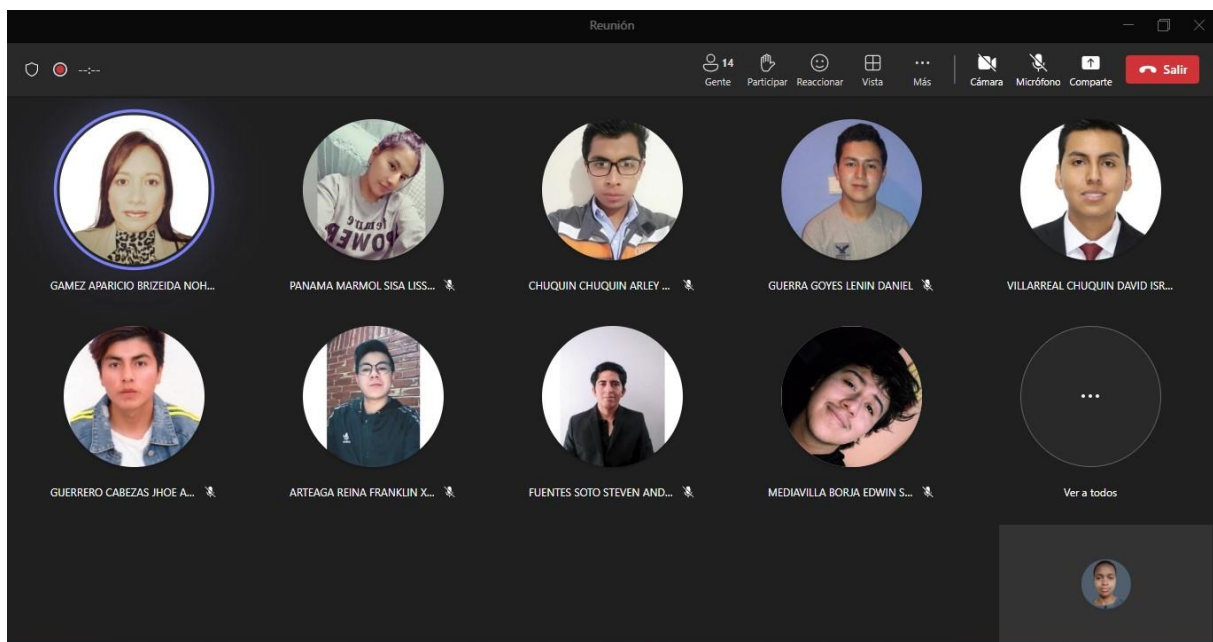 Reunión
--:--
14
Gente Participar Reaccionar Vista Más Cámara Micrófono Comparte Salir
GAMEZ APARICIO BRIZEIDA NOH... PANAMA MARMOL SISA LISS... CHUQUIN CHUQUIN ARLEY ... GUERRA GOYES LENIN DANIEL VILLARREAL CHUQUIN DAVID ISR...
GUERRERO CABEZAS JHOE A... ARTEAGA REINA FRANKLIN X... FUENTES SOTO STEVEN AND... MEDIAVILLA BORJA EDWIN S... Ver a todos